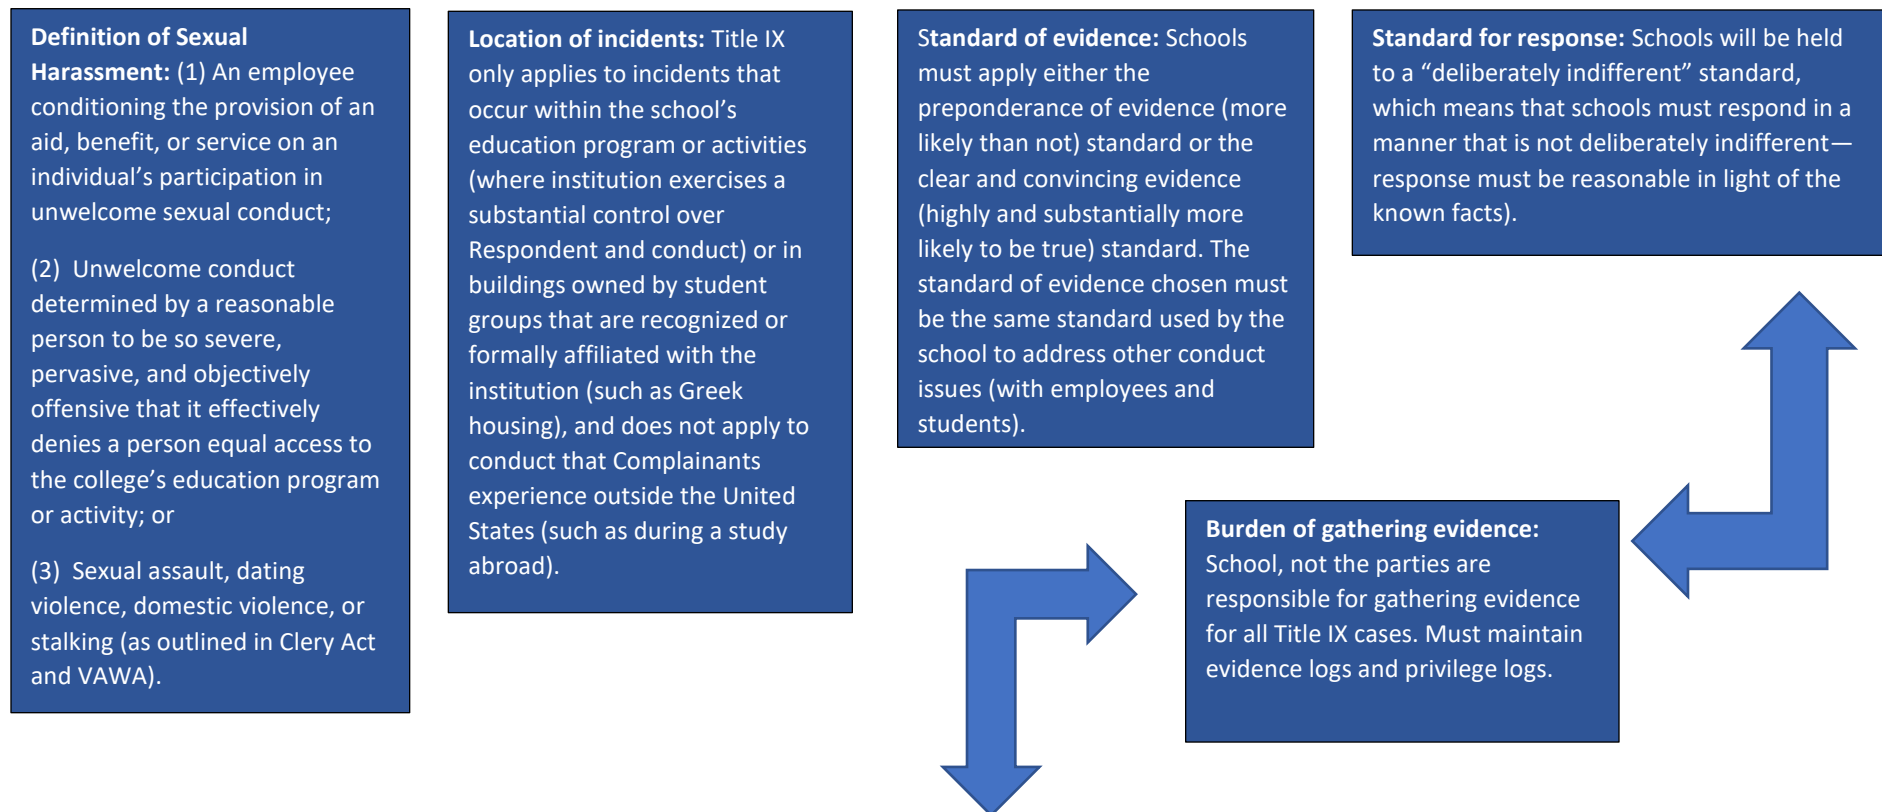 Definition of Sexual
Harassment: (1) An employee
conditioning the provision of an
aid, benefit, or service on an
individual’s participation in
unwelcome sexual conduct;
(2)  Unwelcome conduct
determined by a reasonable
person to be so severe,
pervasive, and objectively
offensive that it effectively
denies a person equal access to
the college’s education program
or activity; or
(3)  Sexual assault, dating
violence, domestic violence, or
stalking (as outlined in Clery Act
and VAWA).
Location of incidents: Title IX
only applies to incidents that
occur within the school’s
education program or activities
(where institution exercises a
substantial control over
Respondent and conduct) or in
buildings owned by student
groups that are recognized or
formally affiliated with the
institution (such as Greek
housing), and does not apply to
conduct that Complainants
experience outside the United
States (such as during a study
abroad).
Standard of evidence: Schools
must apply either the
preponderance of evidence (more
likely than not) standard or the
clear and convincing evidence
(highly and substantially more
likely to be true) standard. The
standard of evidence chosen must
be the same standard used by the
school to address other conduct
issues (with employees and
students).
Standard for response: Schools will be held
to a “deliberately indifferent” standard,
which means that schools must respond in a
manner that is not deliberately indifferent—
response must be reasonable in light of the
known facts).
Burden of gathering evidence:
School, not the parties are
responsible for gathering evidence
for all Title IX cases. Must maintain
evidence logs and privilege logs.